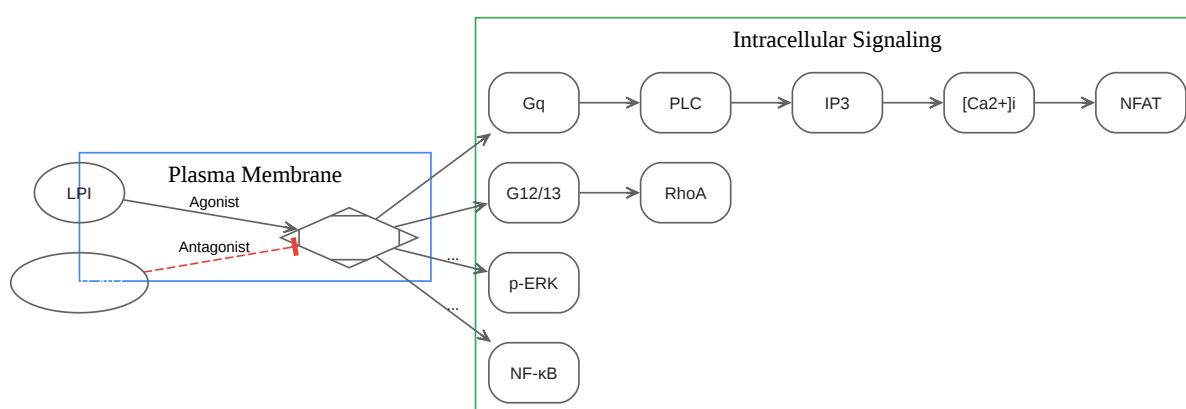 Intracellular Signaling
Gq
PLC
IP3
[Ca2+]i
NFAT
Plasma Membrane
LPI
Agonist
G12/13
RhoA
Antagonist
...
p-ERK
...
NF-κB